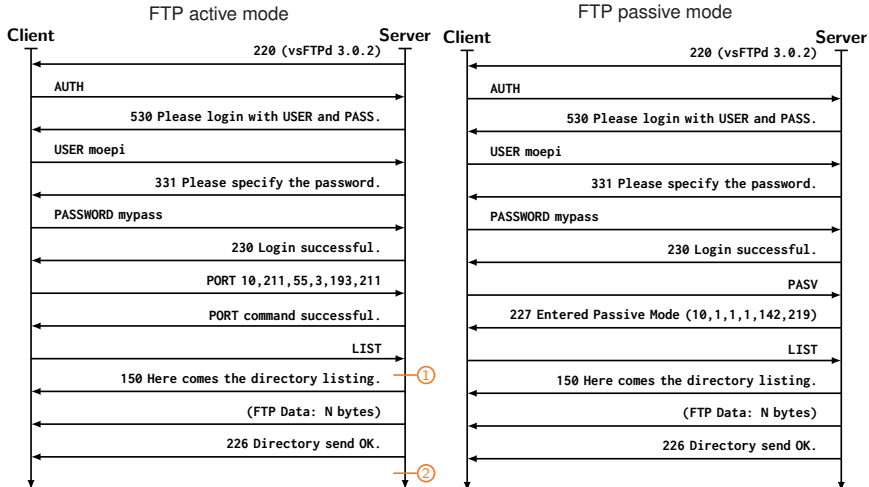 FTP active mode
Client
Server
220 (vsFTPd 3.0.2)
AUTH
530 Please login with USER and PASS.
USER moepi
331 Please specify the password.
PASSWORD mypass
230 Login successful.
PORT 10,211,55,3,193,211
PORT command successful.
LIST
1
150 Here comes the directory listing.
(FTP Data: N bytes)
226 Directory send OK.
2
FTP passive mode
Client
Server
220 (vsFTPd 3.0.2)
AUTH
530 Please login with USER and PASS.
USER moepi
331 Please specify the password.
PASSWORD mypass
230 Login successful.
PASV
227 Entered Passive Mode (10,1,1,1,142,219)
LIST
150 Here comes the directory listing.
(FTP Data: N bytes)
226 Directory send OK.